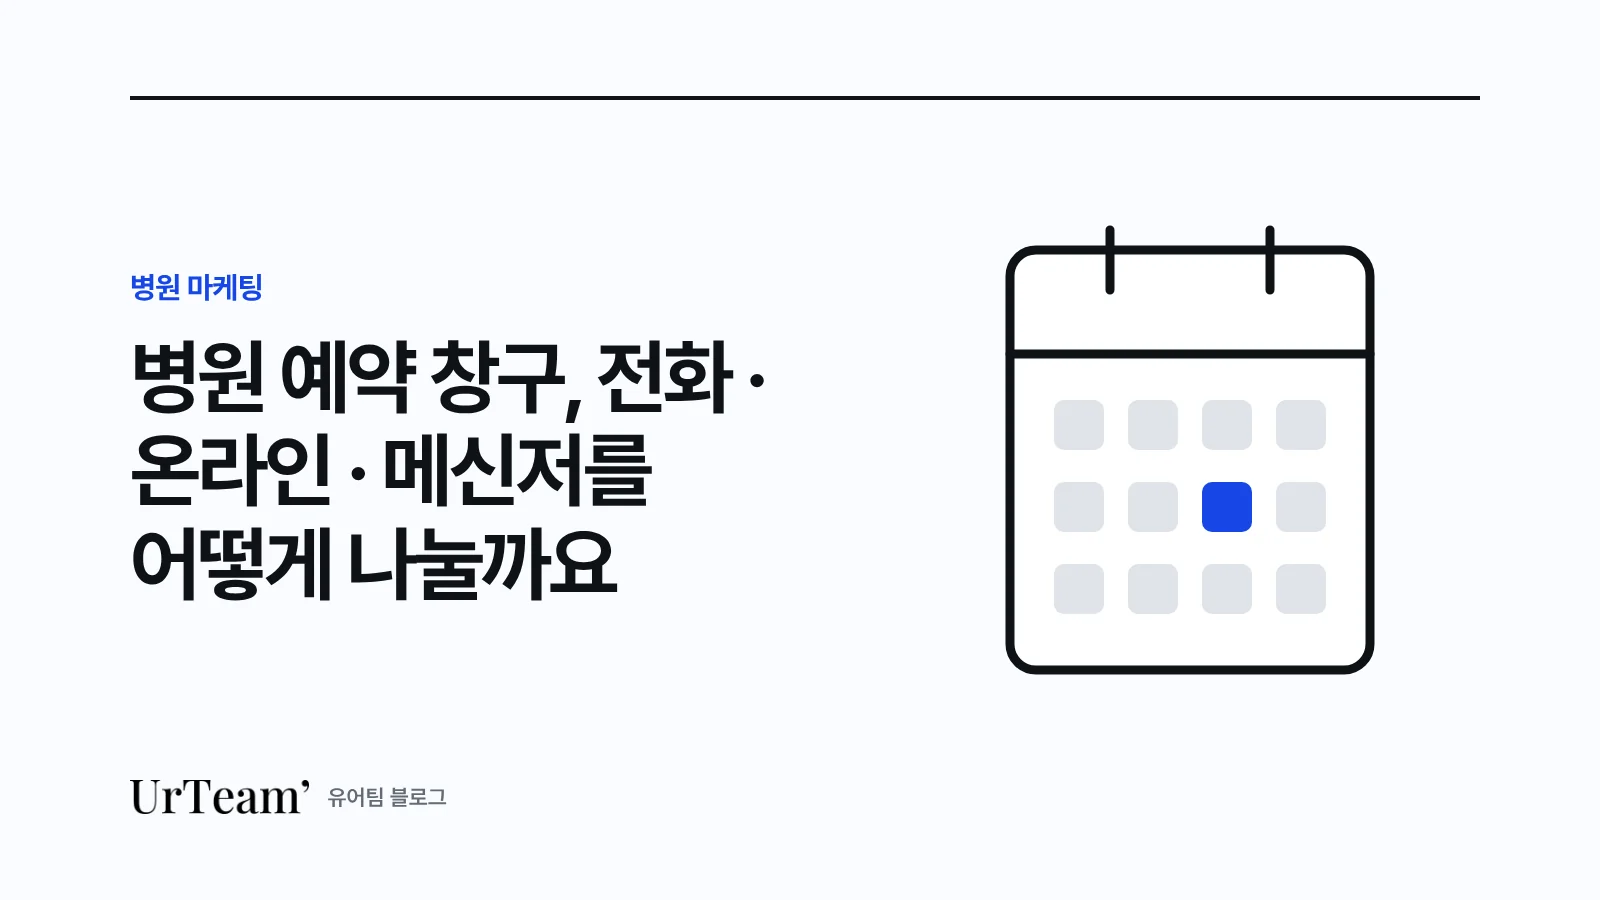 병원 마케팅
병원 예약 창구, 전화 ·
온라인 · 메신저를
어떻게 나눌까요
UrTeam’ 유어팀 블로그